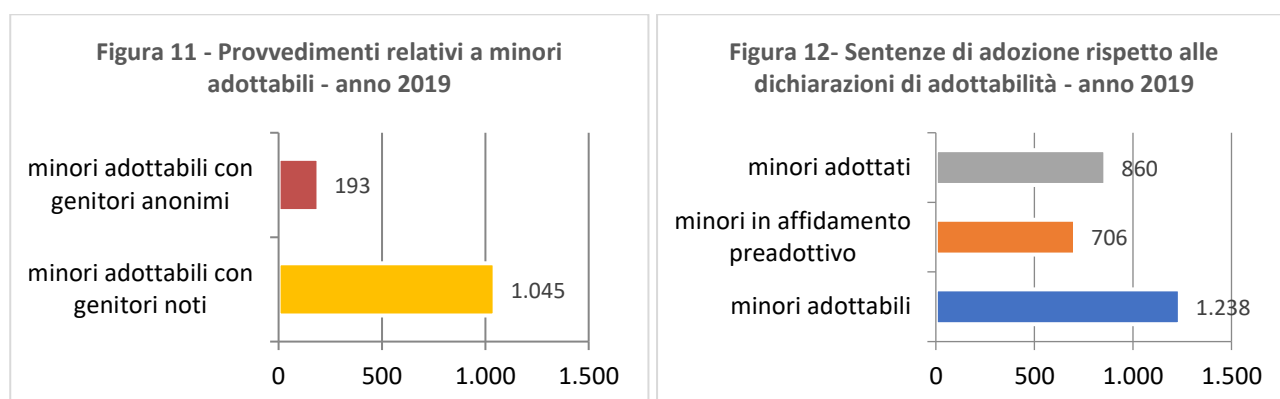 Figura 11 - Provvedimenti relativi a minori
adottabili - anno 2019
minori adottabili con
genitori anonimi
193
minori adottabili con
genitori noti
1.045
0 500 1.000 1.500
Figura 12- Sentenze di adozione rispetto alle
dichiarazioni di adottabilità - anno 2019
minori adottati
860
minori in affidamento
preadottivo
706
minori adottabili
1.238
0 500 1.000 1.500